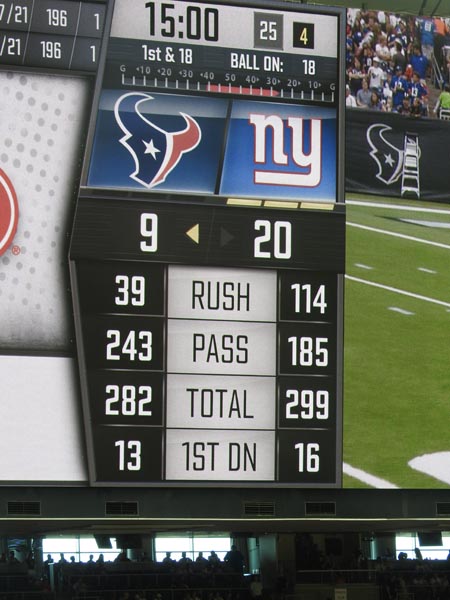 7/21 196 1
/21 196 1
15:00 25 4
1st & 18 BALL ON: 18
G +10 +20 +30 +40 50 40+ 30+ 20+ 10+ G
ny
9 20
39 RUSH 114
243 PASS 185
282 TOTAL 299
13 1ST DN 16
®